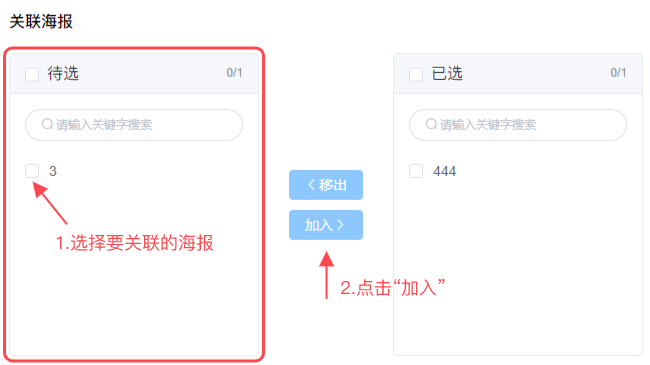 关联海报
待选 0/1
请输入关键字搜索
3
1.选择要关联的海报
移出
加入
2.点击“加入”
已选 0/1
请输入关键字搜索
444